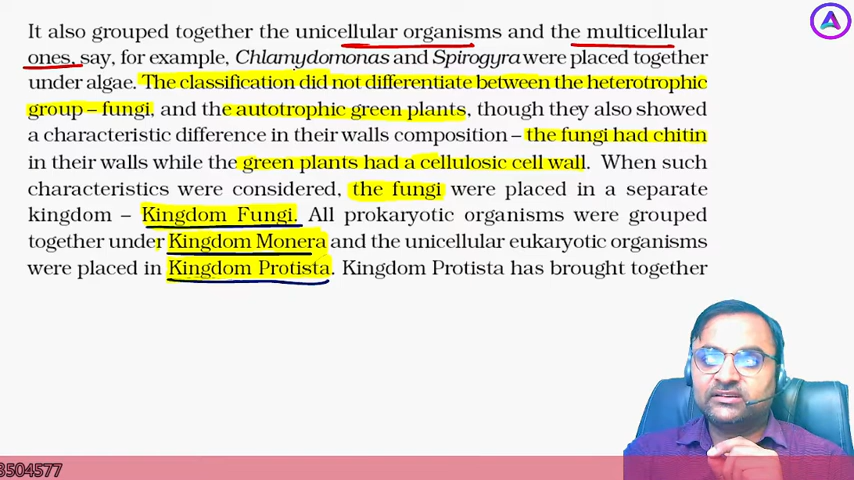 It also grouped together the unicellular organisms and the multicellular
ones, say, for example, Chlamydomonas and Spirogyra were placed together
under algae. The classification did not differentiate between the heterotrophic
group – fungi, and the autotrophic green plants, though they also showed
a characteristic difference in their walls composition – the fungi had chitin
in their walls while the green plants had a cellulosic cell wall. When such
characteristics were considered, the fungi were placed in a separate
kingdom – Kingdom Fungi. All prokaryotic organisms were grouped
together under Kingdom Monera and the unicellular eukaryotic organisms
were placed in Kingdom Protista. Kingdom Protista has brought together
3504577